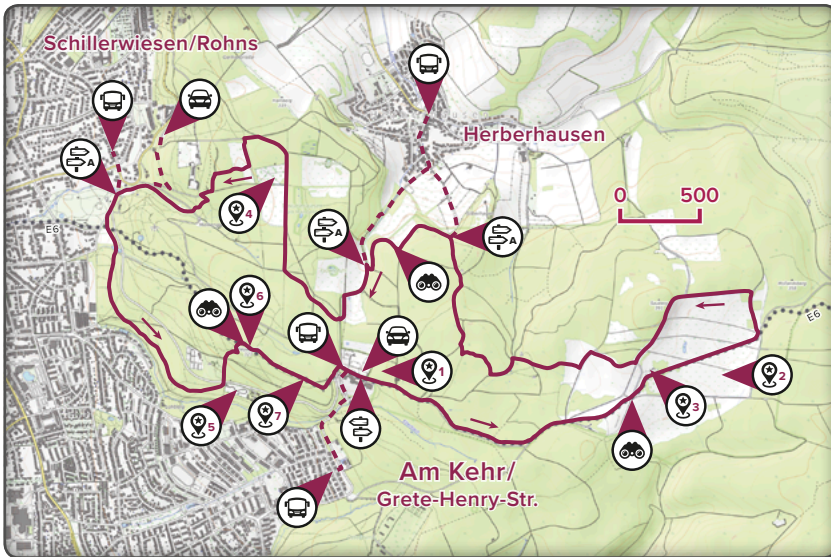 Schillerwiesen/Rohns
Herberhausen
A
4
A
A
0 500
E6
6
E6
1
2
3
5
7
Am Kehr/
Grete-Henry-Str.